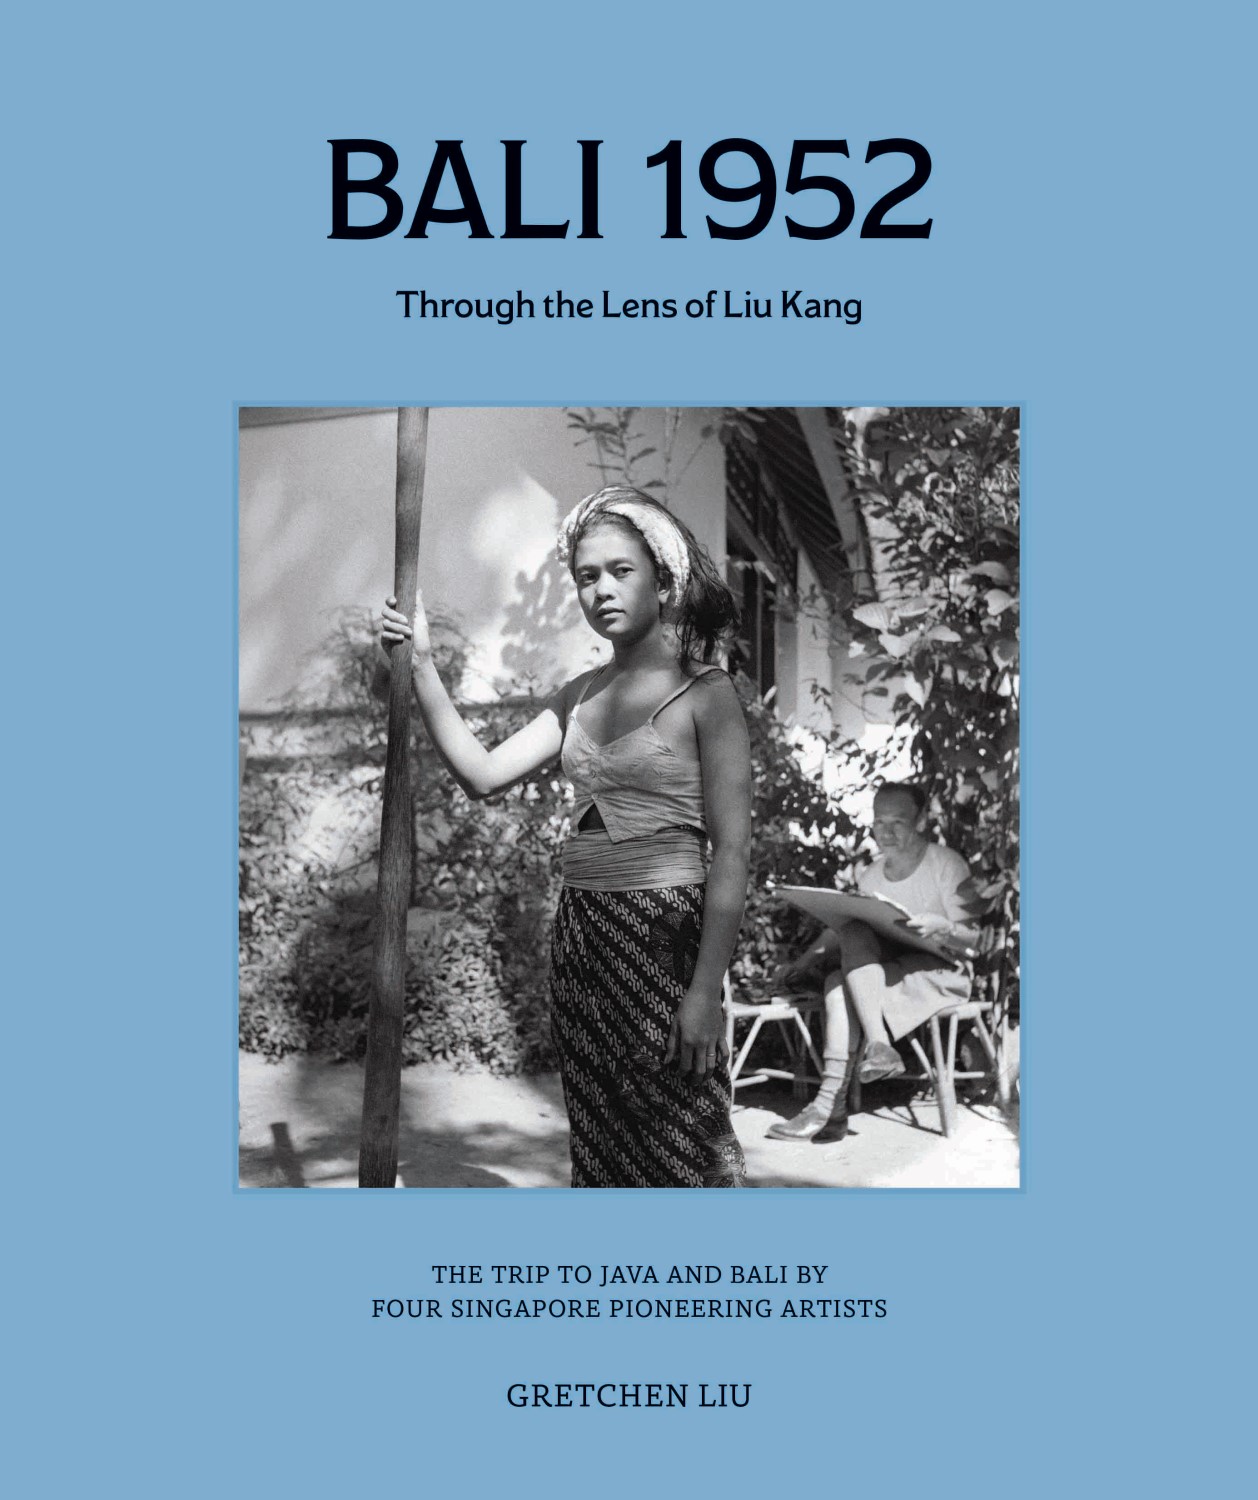 BALI 1952
Through the Lens of Liu Kang
THE TRIP TO JAVA AND BALI BY
FOUR SINGAPORE PIONEERING ARTISTS
GRETCHEN LIU